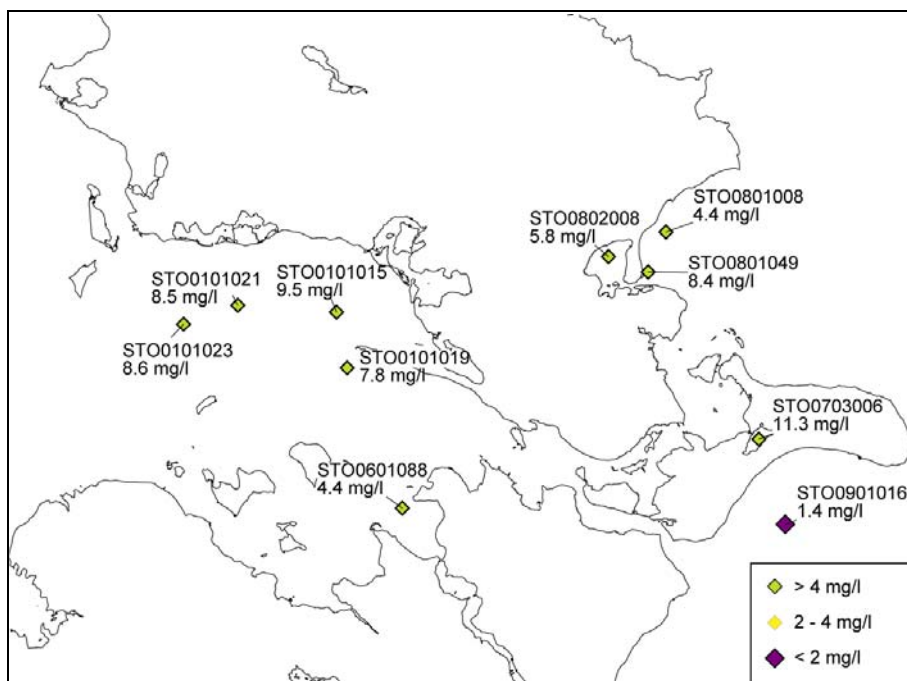 STO0801008
4.4 mg/l
STO0802008
5.8 mg/l
STO0801049
8.4 mg/l
STO0101021
8.5 mg/l
STO0101015
9.5 mg/l
STO0101023
8.6 mg/l
STO0101019
7.8 mg/l
STO0703006
11.3 mg/l
STO0601088
4.4 mg/l
STO0901016
1.4 mg/l
> 4 mg/l
2 - 4 mg/l
< 2 mg/l